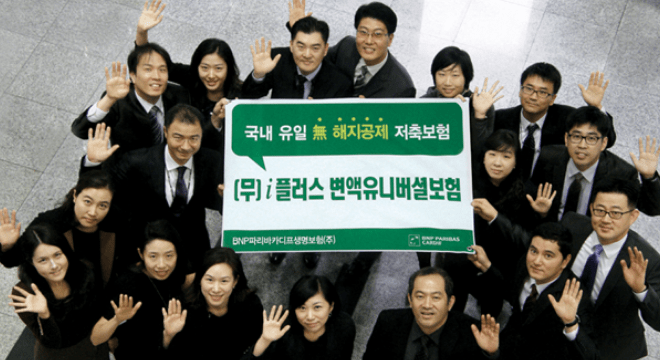 국내 유일 無 해지공제 저축보험
(무) i 플러스 변액유니버셜보험
BNP파리바카디프생명보험(주)
BNP PARIBAS
CARDIF